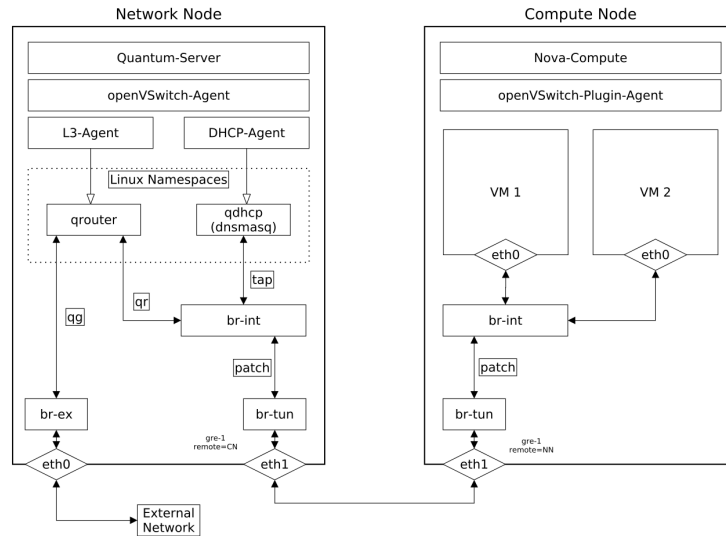 Network Node
Compute Node
Quantum-Server
openVSwitch-Agent
L3-Agent
DHCP-Agent
Linux Namespaces
qrouter
qdhcp
(dnsmasq)
tap
qr
qg
br-int
patch
br-ex
br-tun
gre-1
remote=CN
eth0
eth1
External
Network
Nova-Compute
openVSwitch-Plugin-Agent
VM 1
VM 2
eth0
eth0
br-int
patch
br-tun
gre-1
remote=NN
eth1